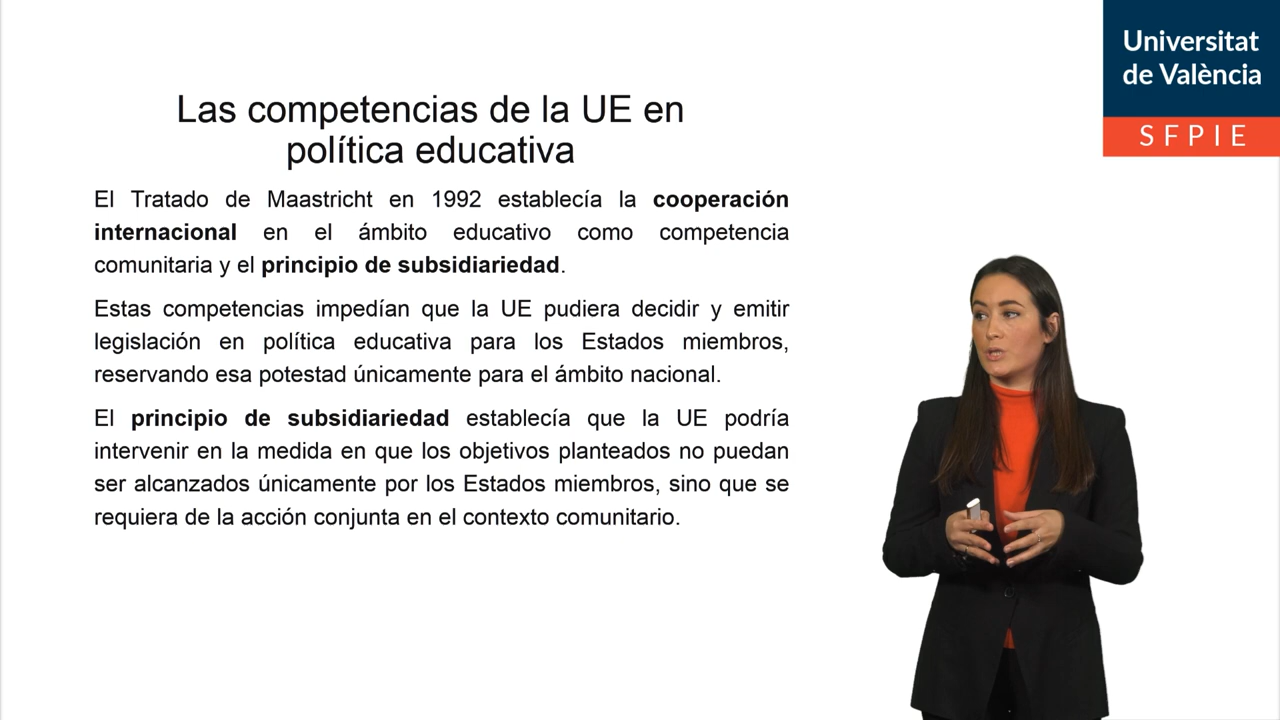 Universitat
de València
SFPIE
Las competencias de la UE en
política educativa
El Tratado de Maastricht en 1992 establecía la cooperación
internacional en el ámbito educativo como competencia
comunitaria y el principio de subsidiariedad.
Estas competencias impedían que la UE pudiera decidir y emitir
legislación en política educativa para los Estados miembros,
reservando esa potestad únicamente para el ámbito nacional.
El principio de subsidiariedad establecía que la UE podría
intervenir en la medida en que los objetivos planteados no puedan
ser alcanzados únicamente por los Estados miembros, sino que se
requiera de la acción conjunta en el contexto comunitario.